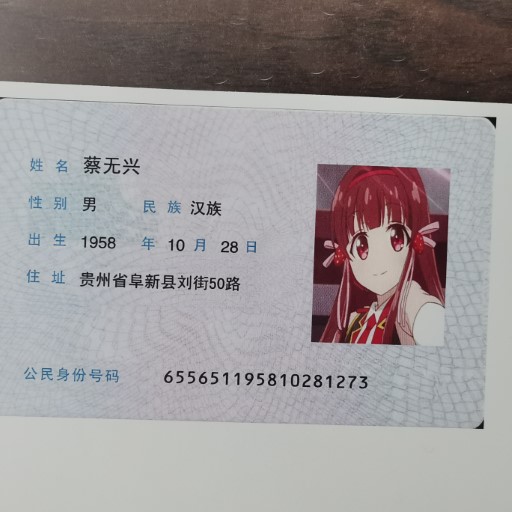 姓名 蔡无兴
性别 男 民族 汉族
出生 1958 年 10 月 28 日
住址 贵州省阜新县刘街50路
公民身份号码 655651195810281273